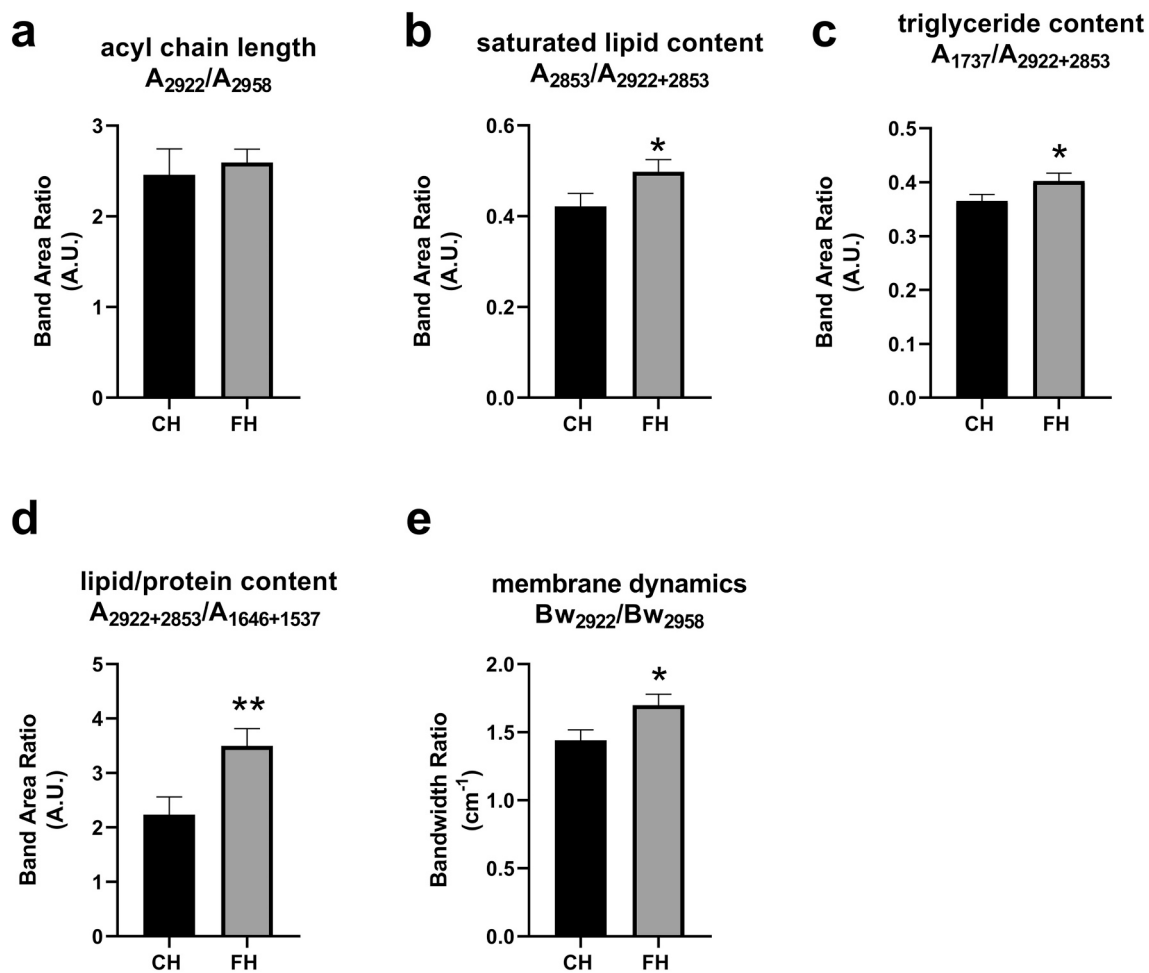 a
acyl chain length
A2922/A2958
3
2
1
0
Band Area Ratio
(A.U.)
CH FH
b
saturated lipid content
A2853/A2922+2853
0.6
0.4
0.2
0.0
Band Area Ratio
(A.U.)
*
CH FH
c
triglyceride content
A1737/A2922+2853
0.5
0.4
0.3
0.2
0.1
0.0
Band Area Ratio
(A.U.)
*
CH FH
d
lipid/protein content
A2922+2853/A1646+1537
5
4
3
2
1
0
Band Area Ratio
(A.U.)
**
CH FH
e
membrane dynamics
Bw2922/Bw2958
2.0
1.5
1.0
0.5
0.0
Bandwidth Ratio
(cm-1)
*
CH FH